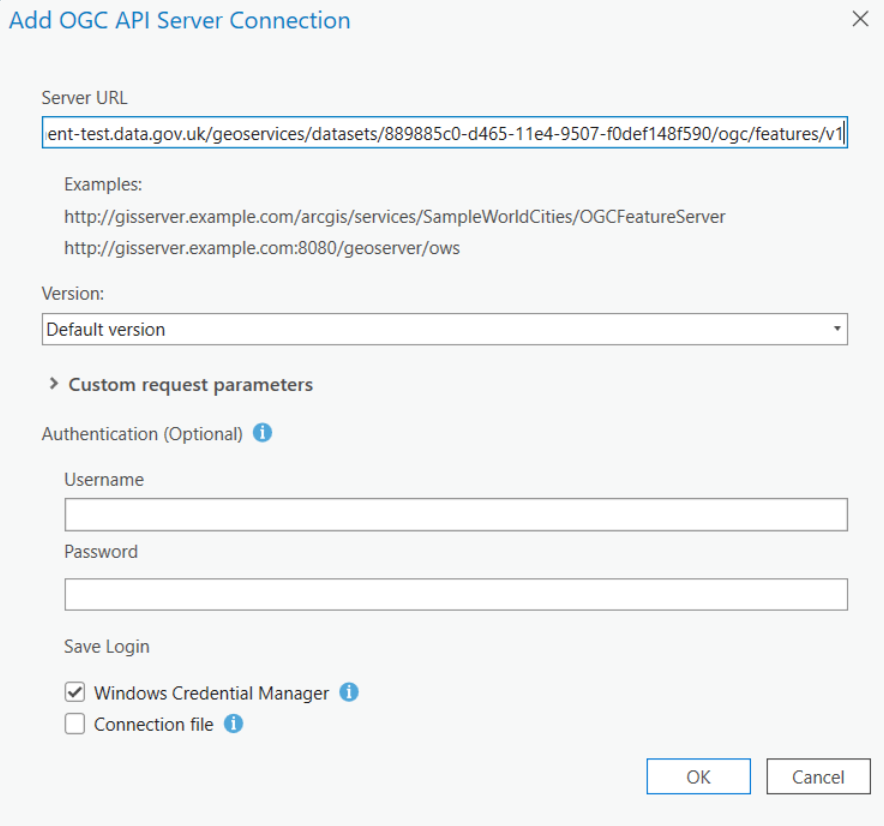 Add OGC API Server Connection
Server URL
ent-test.data.gov.uk/geoservices/datasets/889885c0-d465-11e4-9507-f0def148f590/ogc/features/v1
Examples:
http://gisserver.example.com/arcgis/services/SampleWorldCities/OGCFeatureServer
http://gisserver.example.com:8080/geoserver/ows
Version:
Default version
Custom request parameters
Authentication (Optional)
Username
Password
Save Login
Windows Credential Manager
Connection file
OK Cancel